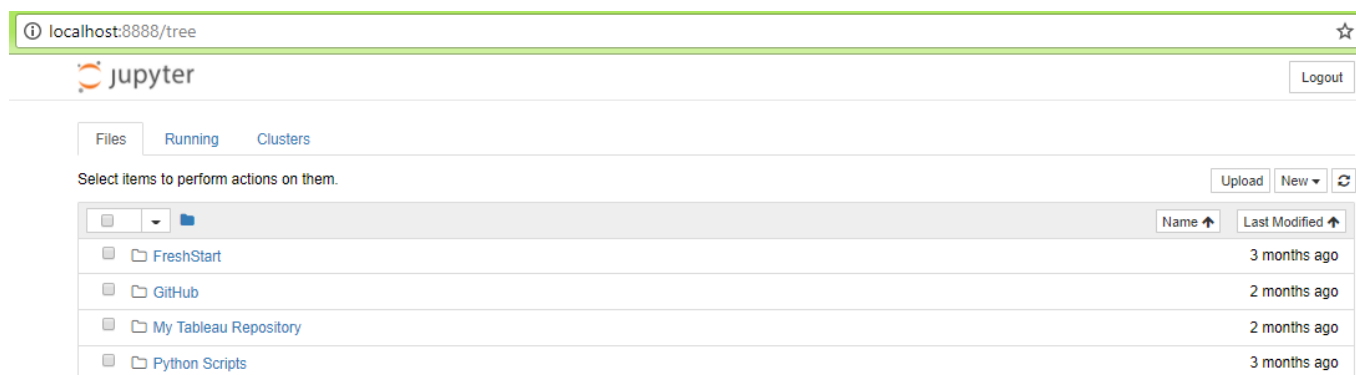 localhost:8888/tree
jupyter Logout
Files Running Clusters
Select items to perform actions on them. Upload New
Name Last Modified
FreshStart 3 months ago
GitHub 2 months ago
My Tableau Repository 2 months ago
Python Scripts 3 months ago